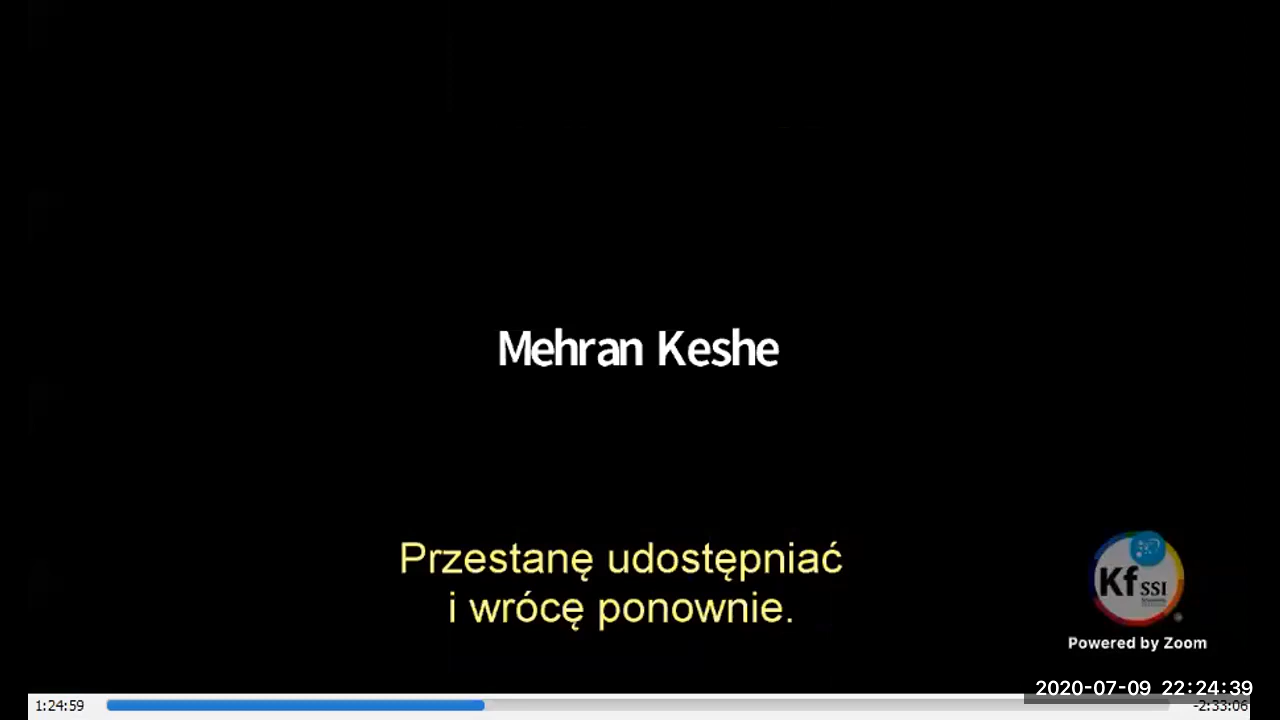 Mehran Keshe
Przestanę udostępniać
i wrócę ponownie.
Kf SSI
Powered by Zoom
2020-07-09 22:24:39
1:24:59
-2:33:06